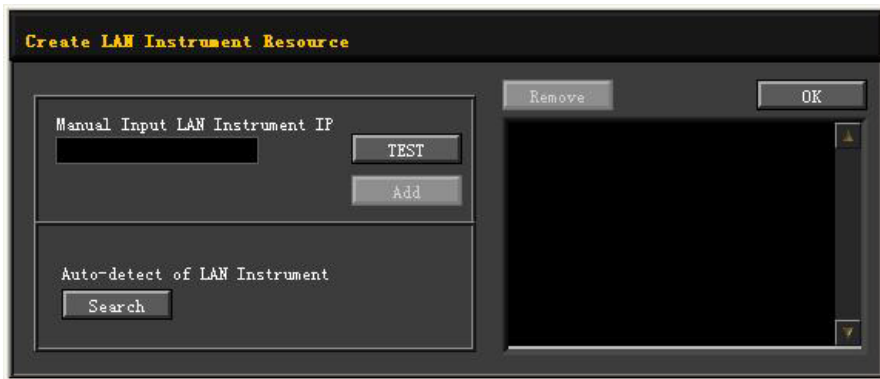 Create LAN Instrument Resource
Manual Input LAN Instrument IP
TEST
Add
Auto-detect of LAN Instrument
Search
Remove
OK